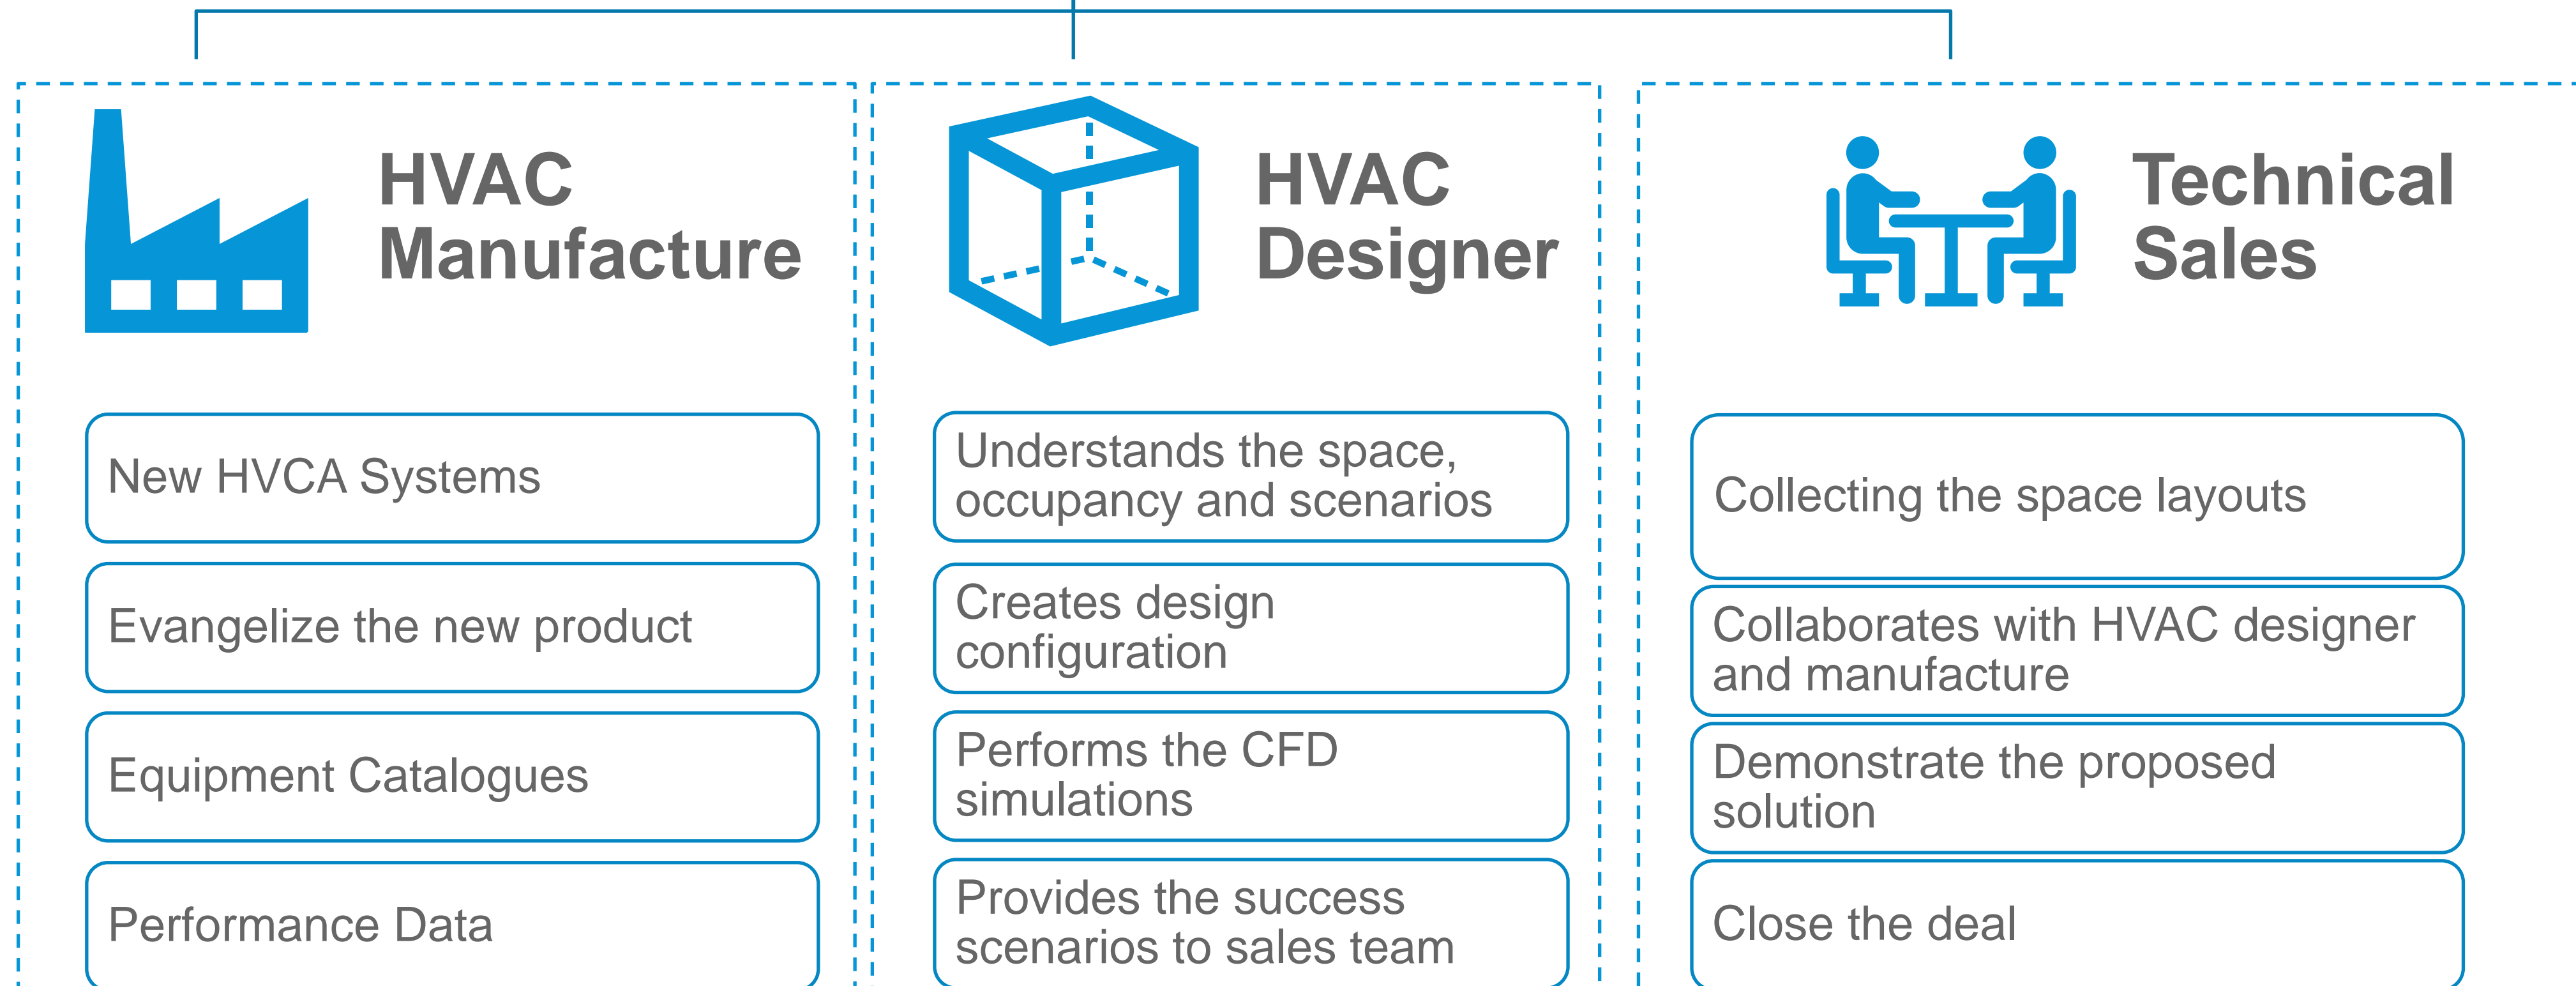 HVAC
Manufacture
New HVCA Systems
Evangelize the new product
Equipment Catalogues
Performance Data
HVAC
Designer
Understands the space,
occupancy and scenarios
Creates design
configuration
Performs the CFD
simulations
Provides the success
scenarios to sales team
Technical
Sales
Collecting the space layouts
Collaborates with HVAC designer
and manufacture
Demonstrate the proposed
solution
Close the deal